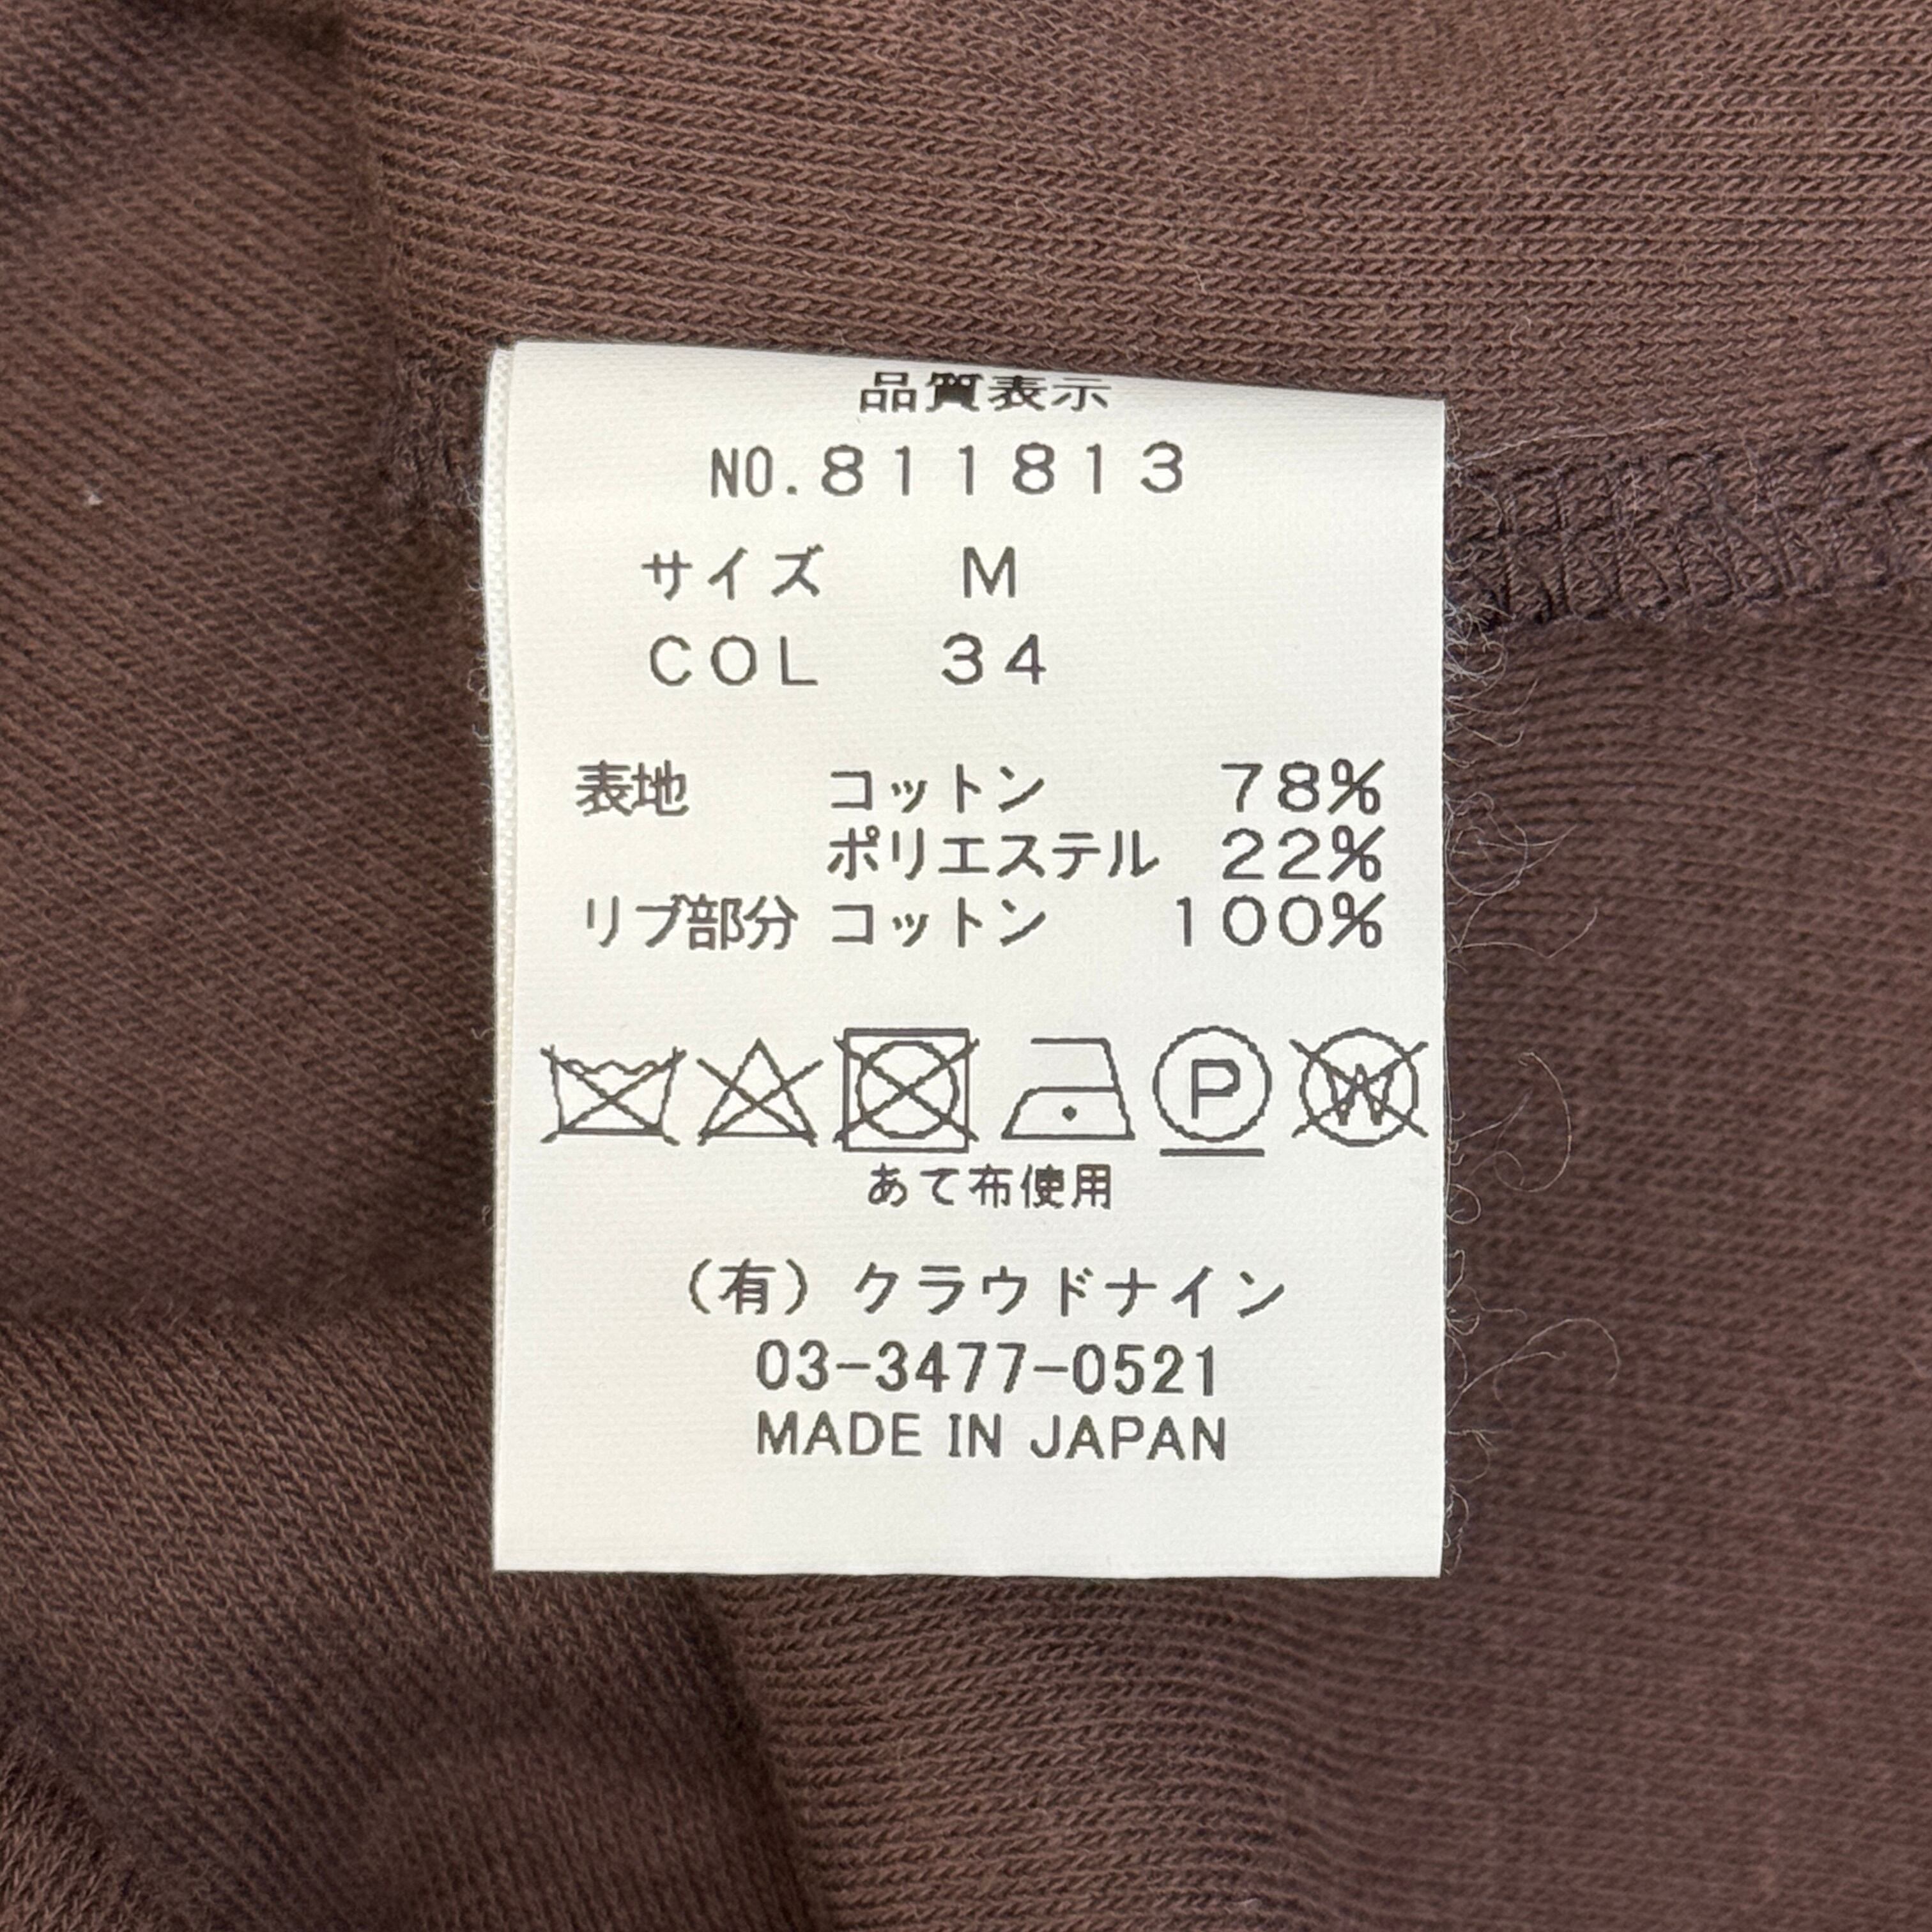 品質表示
NO.811813
サイズ M
COL 34
表地 コットン 78%
ポリエステル 22%
リブ部分 コットン 100%
P W
あて布使用
(有)クラウドナイン
03-3477-0521
MADE IN JAPAN